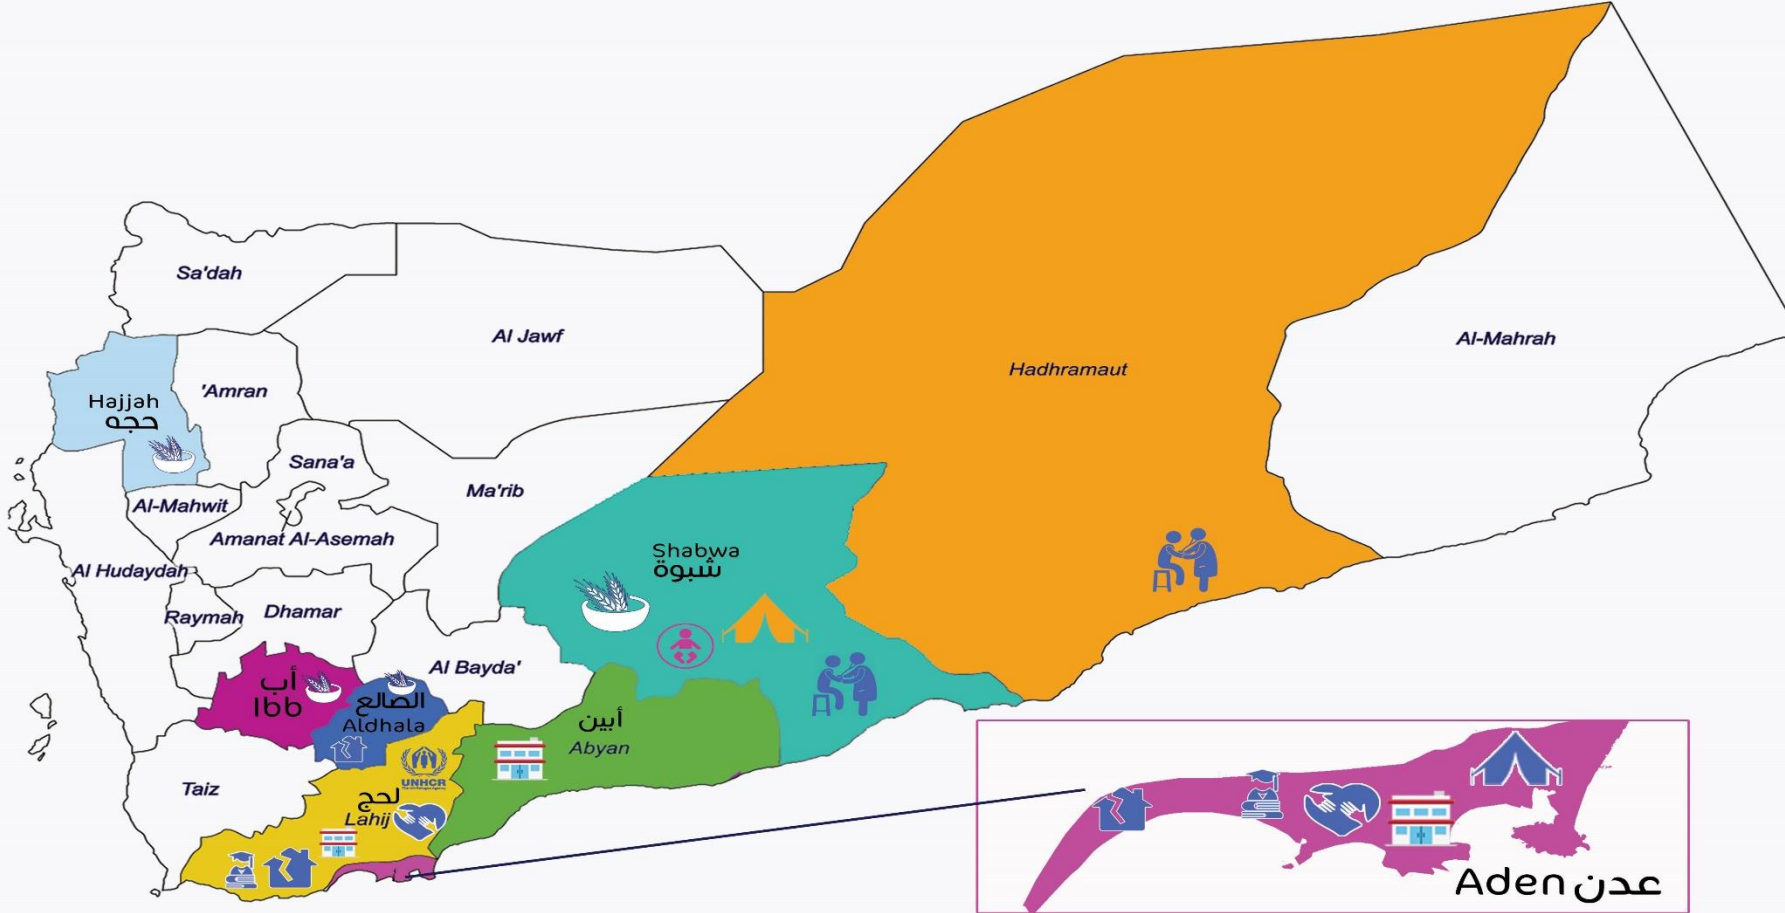 Sa'dah
Al Jawf
Hadhramaut
Al-Mahrah
Hajjah
حجه
'Amran
Sana'a
Ma'rib
Al-Mahwit
Amanat Al-Asemah
Al Hudaydah
Raymah
Dhamar
Al Bayda'
Shabwa
شبوة
أب
Ibb
الضالع
Aldhala
أبين
Abyan
Taiz
UNHCR
لحج
Lahij
Aden عدن